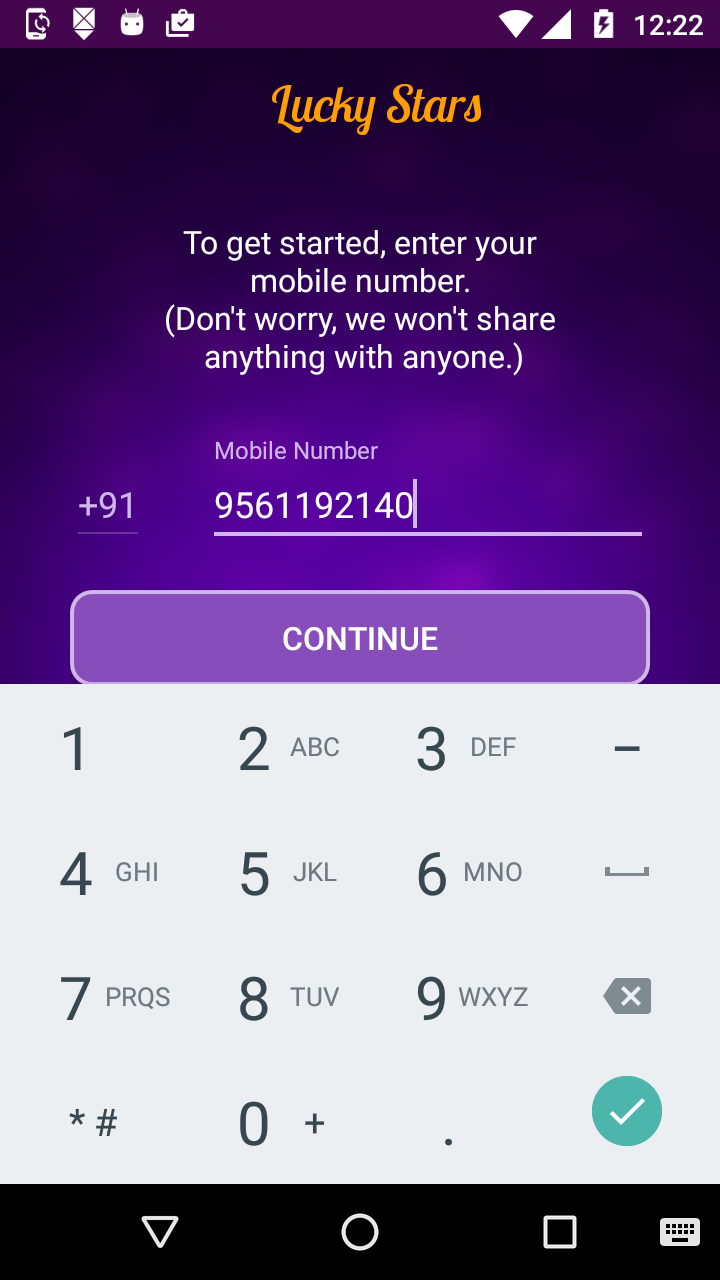 12:22
Lucky Stars
To get started, enter your
mobile number.
(Don't worry, we won't share
anything with anyone.)
Mobile Number
+91 9561192140
CONTINUE
1 2 ABC 3 DEF –
4 GHI 5 JKL 6 MNO
7 PRQS 8 TUV 9 WXYZ
* # 0 + .